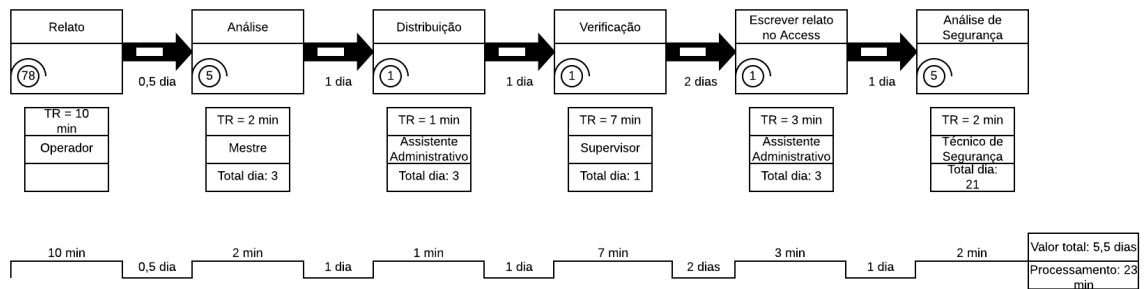 Relato
Análise
Distribuição
Verificação
Escrever relato
no Access
Análise de
Segurança
78
5
1
1
1
5
0,5 dia
1 dia
1 dia
2 dias
1 dia
TR = 10
min
Operador
TR = 2 min
Mestre
Total dia: 3
TR = 1 min
Assistente
Administrativo
Total dia: 3
TR = 7 min
Supervisor
Total dia: 1
TR = 3 min
Assistente
Administrativo
Total dia: 3
TR = 2 min
Técnico de
Segurança
Total dia:
21
10 min
0,5 dia
2 min
1 dia
1 min
1 dia
7 min
2 dias
3 min
1 dia
2 min
Valor total: 5,5 dias
Processamento: 23
min